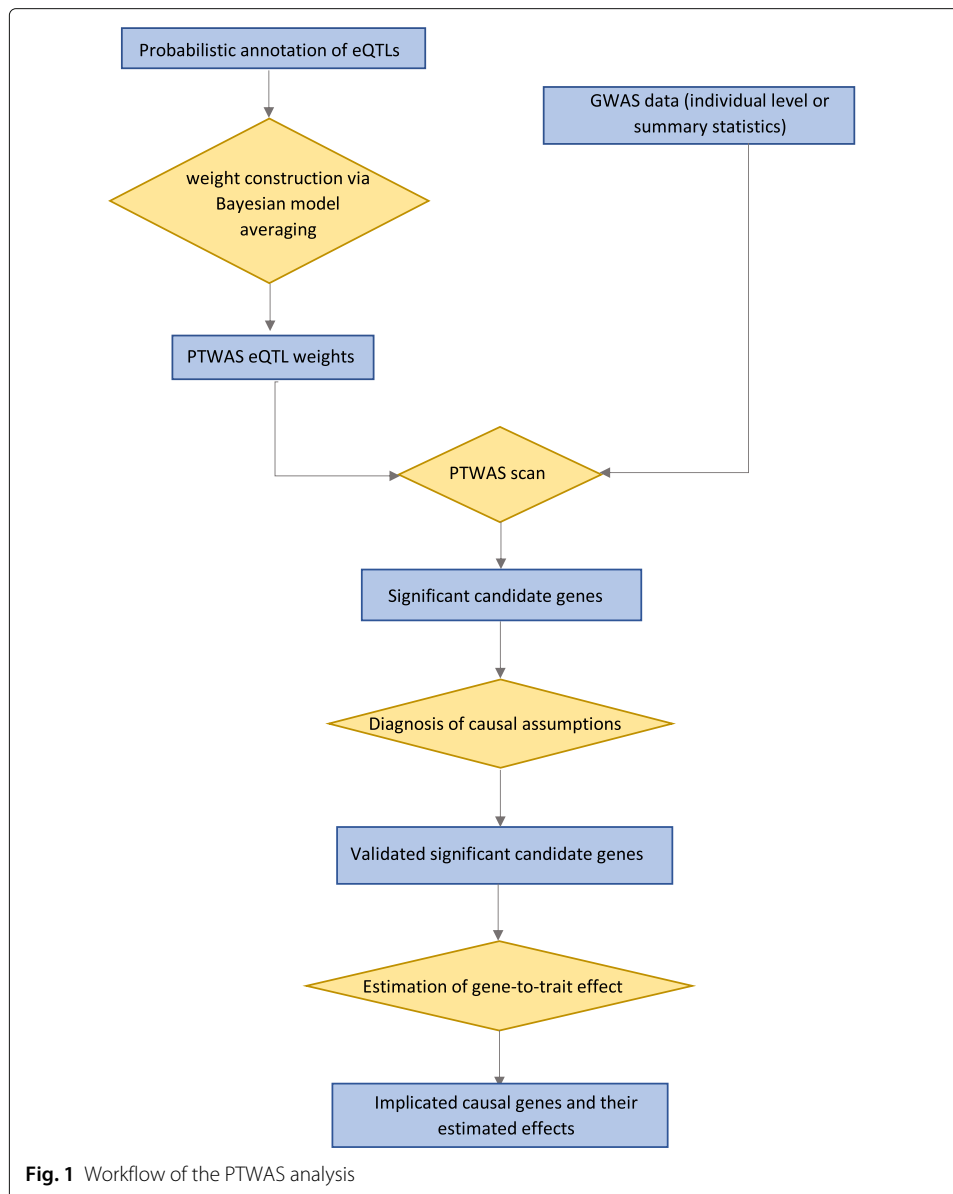 Probabilistic annotation of eQTLs
GWAS data (individual level or
summary statistics)
weight construction via
Bayesian model
averaging
PTWAS eQTL weights
PTWAS scan
Significant candidate genes
Diagnosis of causal assumptions
Validated significant candidate genes
Estimation of gene-to-trait effect
Implicated causal genes and their
estimated effects
Fig. 1 Workflow of the PTWAS analysis